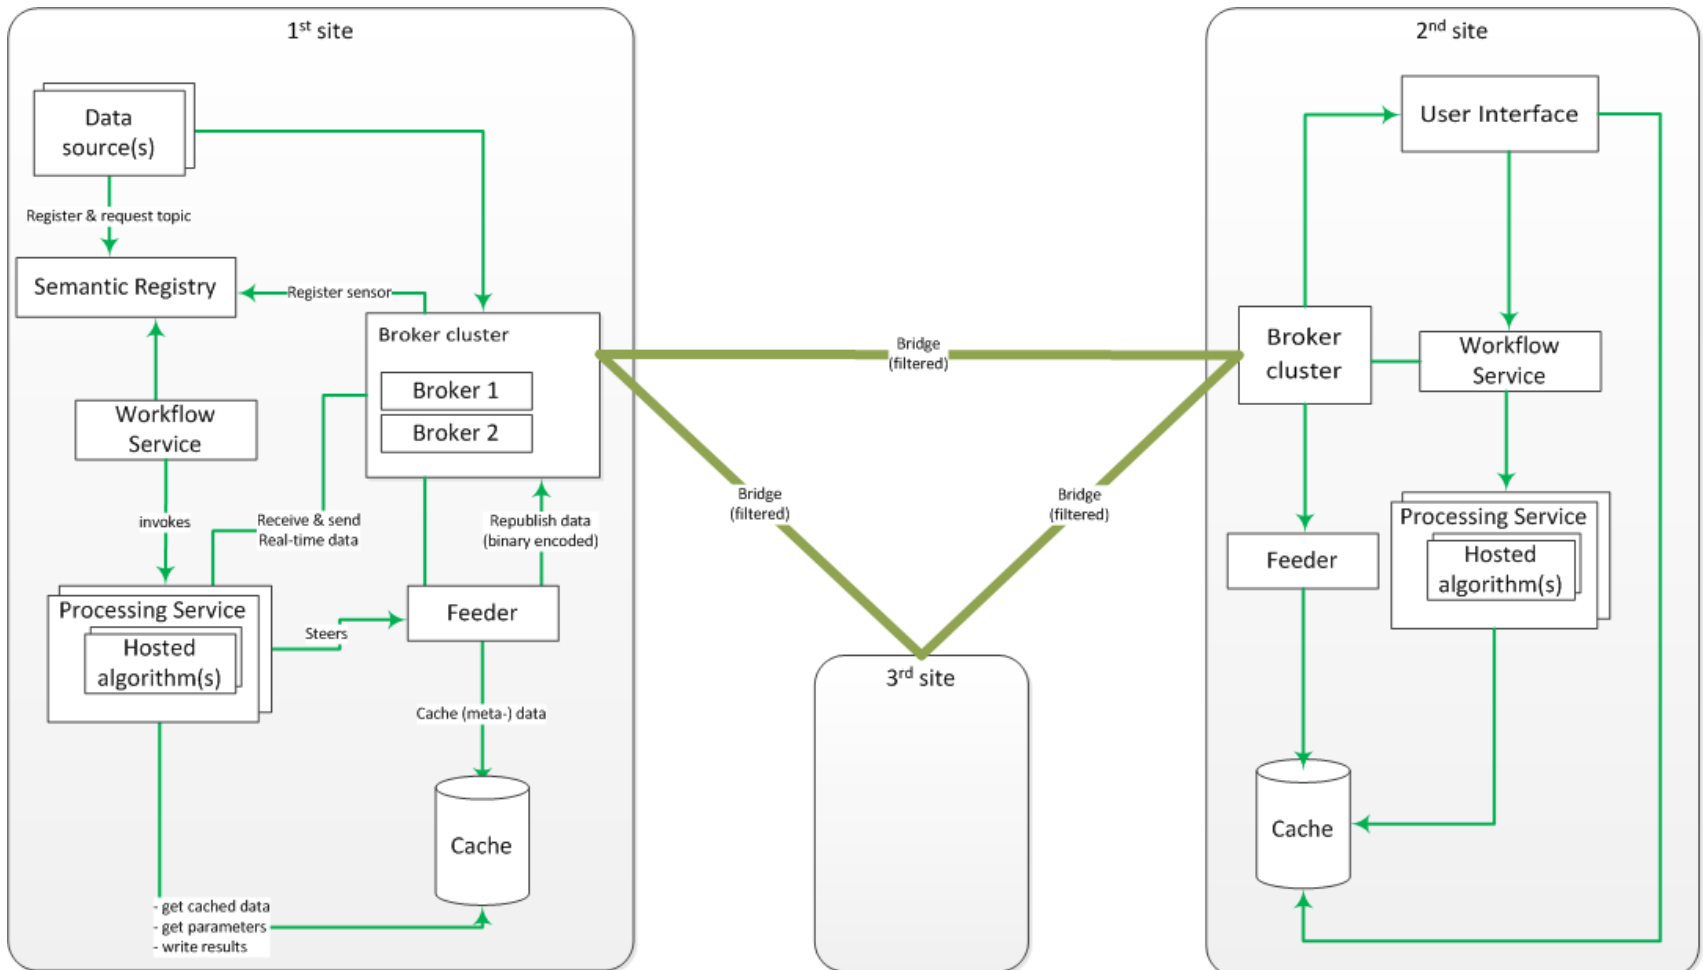 1st site
Data
source(s)
Register & request topic
Semantic Registry
Register sensor
Broker cluster
Broker 1
Broker 2
Workflow
Service
invokes
Receive & send
Real-time data
Republish data
(binary encoded)
Processing Service
Hosted
algorithm(s)
Steers
Feeder
Cache (meta-) data
Cache
- get cached data
- get parameters
- write results
Bridge
(filtered)
Bridge
(filtered)
Bridge
(filtered)
3rd site
2nd site
User Interface
Broker
cluster
Workflow
Service
Processing Service
Hosted
algorithm(s)
Feeder
Cache